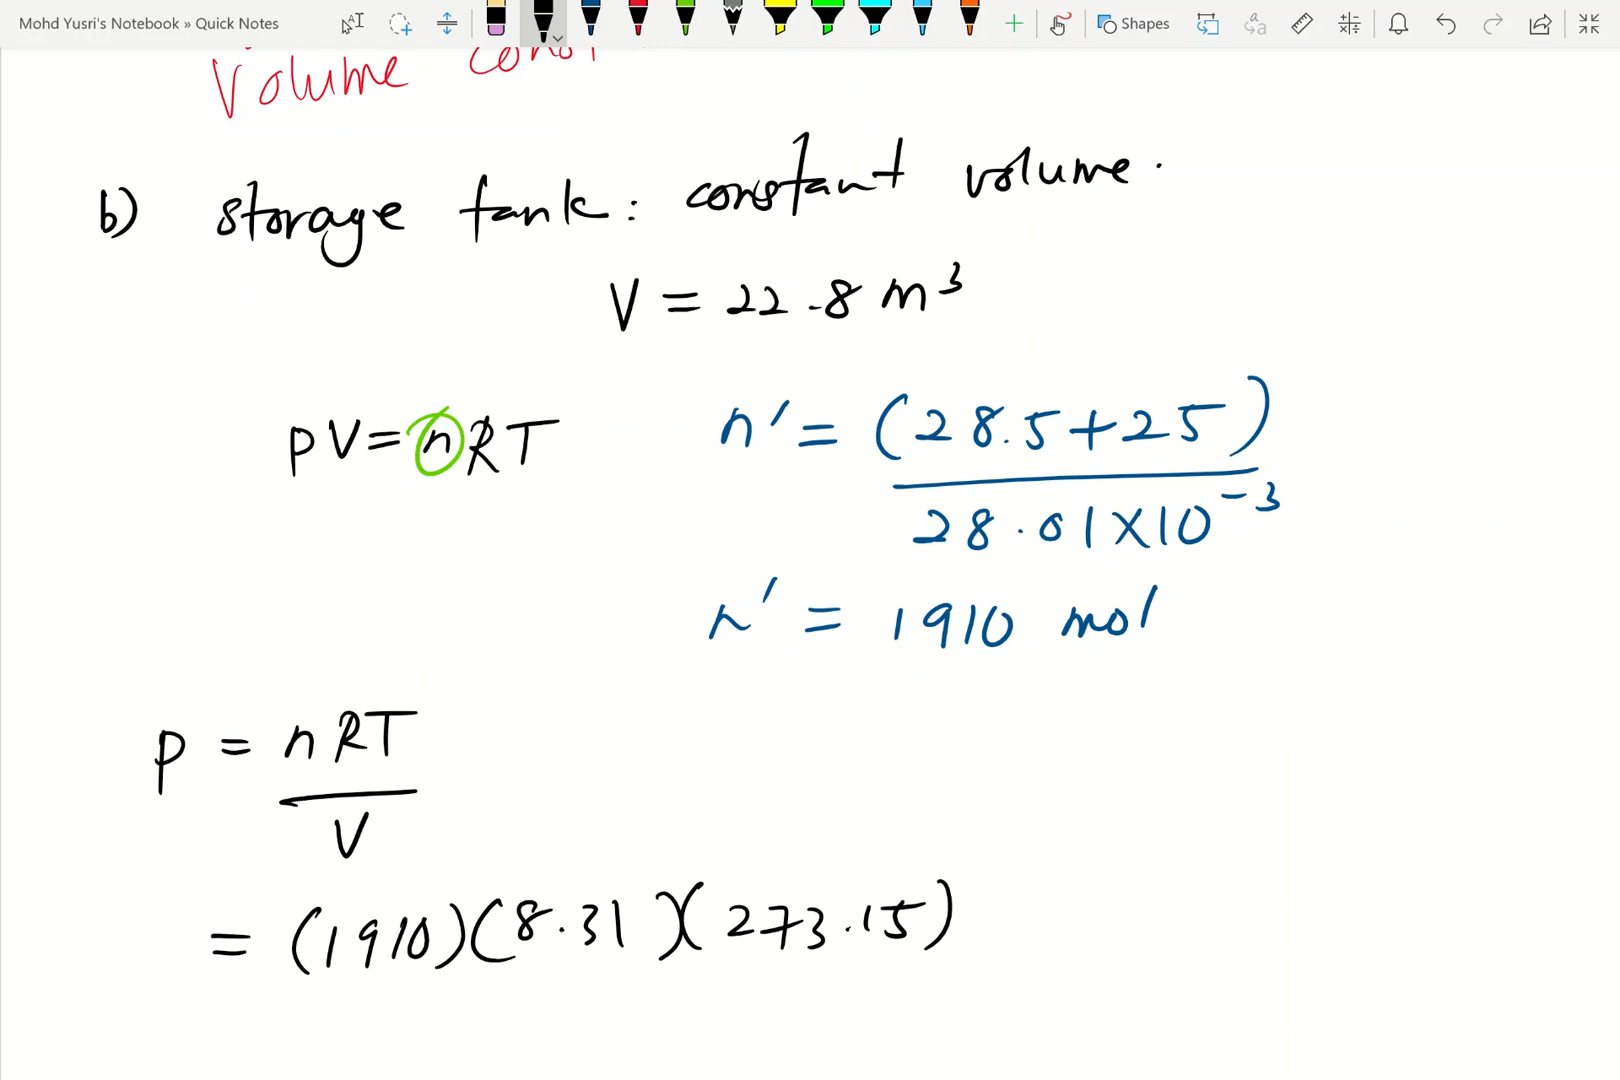 Mohd Yusri's Notebook » Quick Notes
Shapes
Volume const
b) storage tank: constant volume.
V = 22.8 m³
PV = nRT
n' = (28.5+25)
28.01×10⁻³
n' = 1910 mol
P = nRT
V
= (1910)(8.31)(273.15)